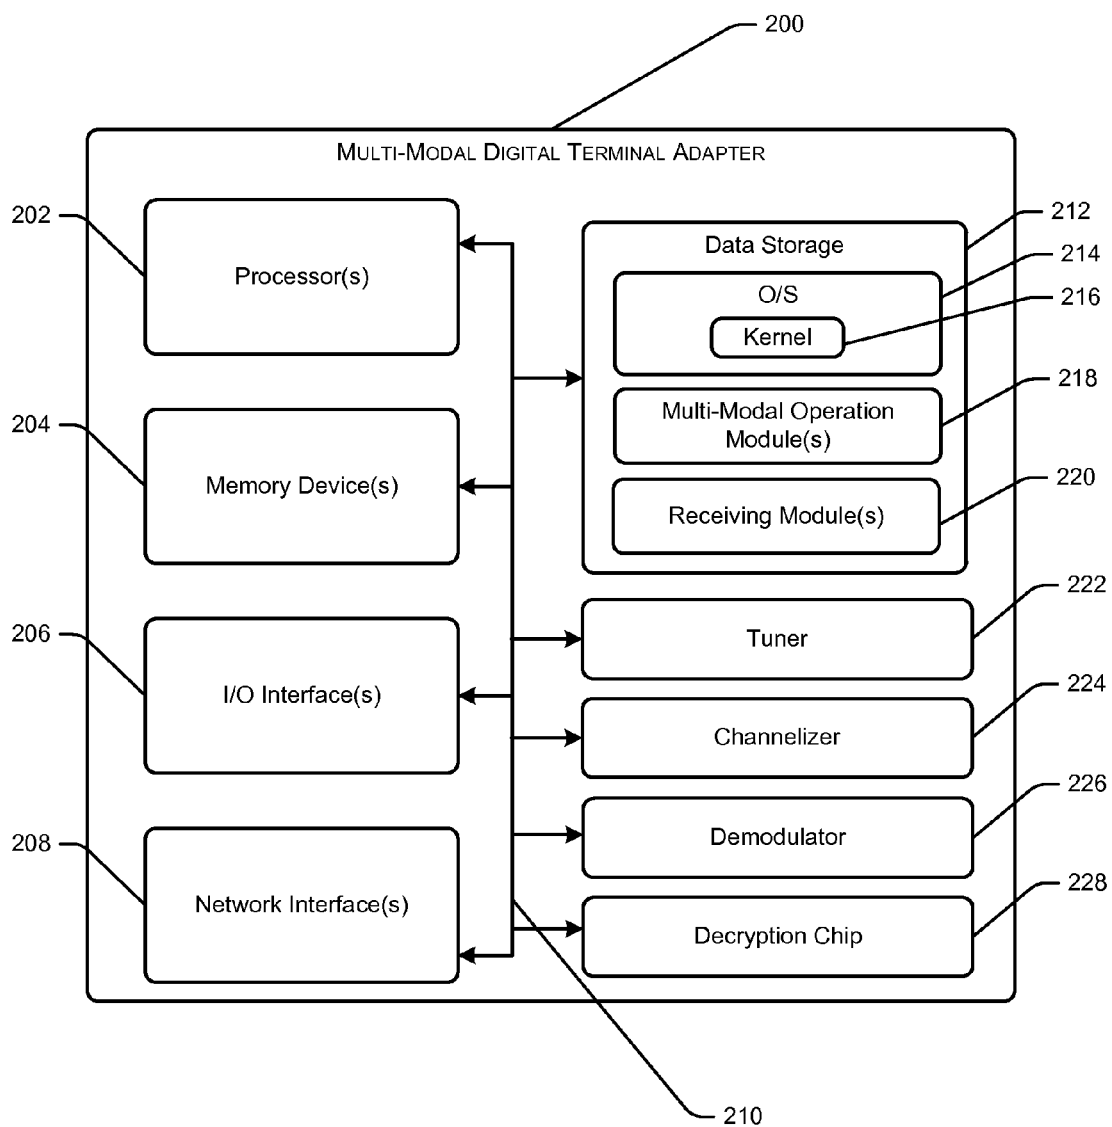 200
MULTI-MODAL DIGITAL TERMINAL ADAPTER
202
Processor(s)
204
Memory Device(s)
206
I/O Interface(s)
208
Network Interface(s)
212
Data Storage
214
O/S
216
Kernel
218
Multi-Modal Operation
Module(s)
220
Receiving Module(s)
222
Tuner
224
Channelizer
226
Demodulator
228
Decryption Chip
210